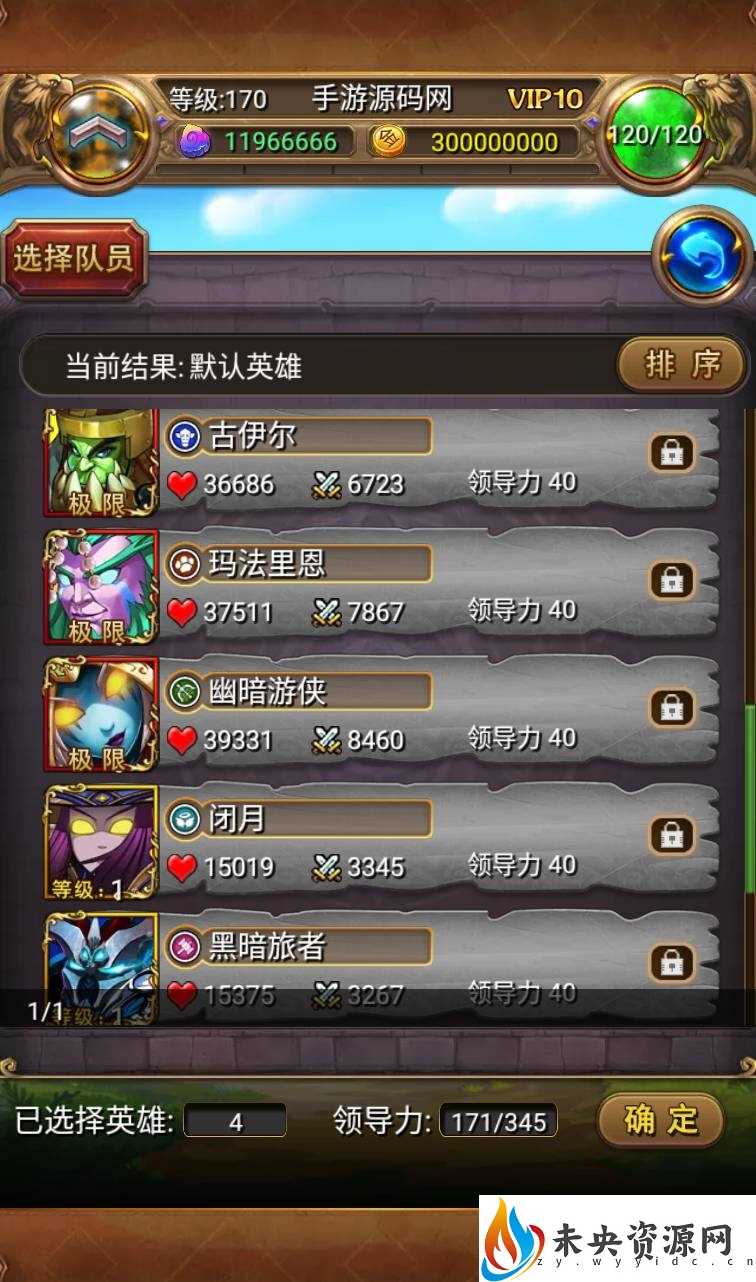 等级:170 手游源码网 VIP10
11966666 300000000 120/120
选择队员
当前结果:默认英雄 排 序
古伊尔
极 限 36686 6723 领导力 40
玛法里恩
极 限 37511 7867 领导力 40
幽暗游侠
极 限 39331 8460 领导力 40
闭月
等级:1 15019 3345 领导力 40
黑暗旅者
等级:1 15375 3267 领导力 40
1/1
已选择英雄: 4 领导力: 171/345 确 定
未央资源网
zy.wyyidc.cn